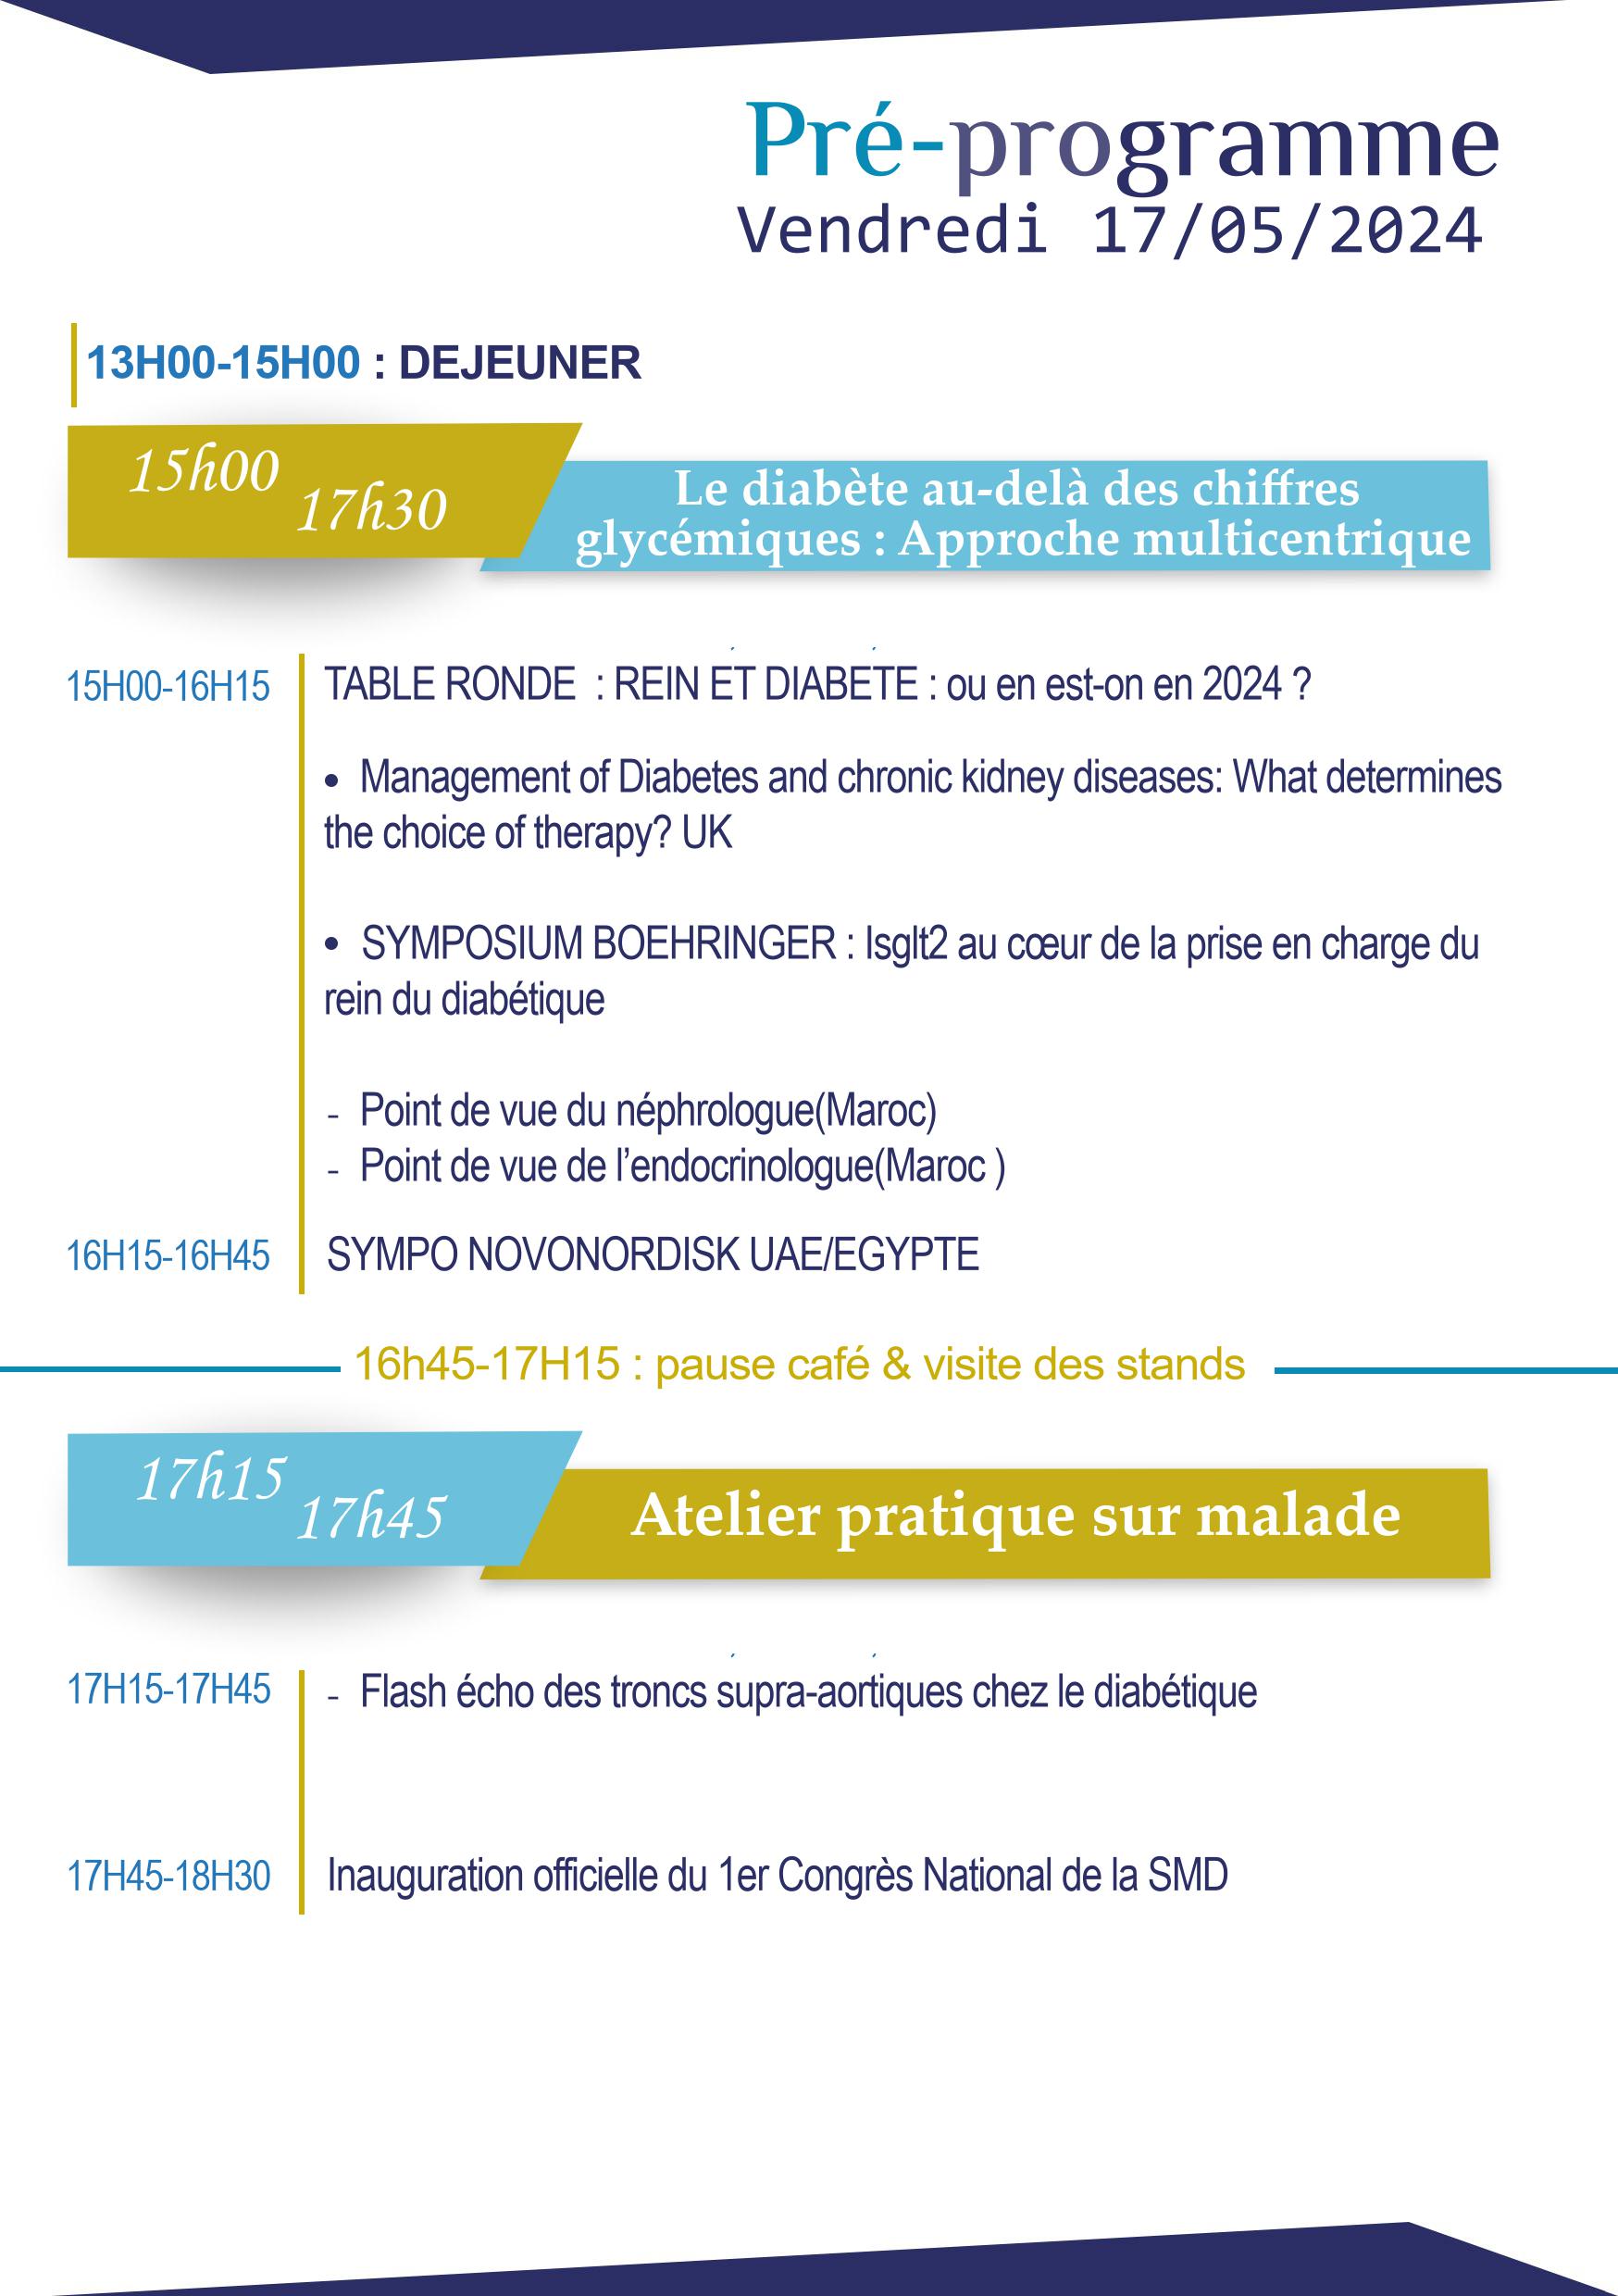 Pré-programme
Vendredi 17/05/2024
13H00-15H00 : DEJEUNER
15h00
17h30
Le diabète au-delà des chiffres
glycémiques : Approche multicentrique
15H00-16H15
TABLE RONDE : REIN ET DIABETE : ou en est-on en 2024 ?
• Management of Diabetes and chronic kidney diseases: What determines
the choice of therapy? UK
• SYMPOSIUM BOEHRINGER : Isglt2 au cœur de la prise en charge du
rein du diabétique
- Point de vue du néphrologue(Maroc)
- Point de vue de l’endocrinologue(Maroc )
16H15-16H45
SYMPO NOVONORDISK UAE/EGYPTE
16h45-17H15 : pause café & visite des stands
17h15
17h45
Atelier pratique sur malade
17H15-17H45
- Flash écho des troncs supra-aortiques chez le diabétique
17H45-18H30
Inauguration officielle du 1er Congrès National de la SMD